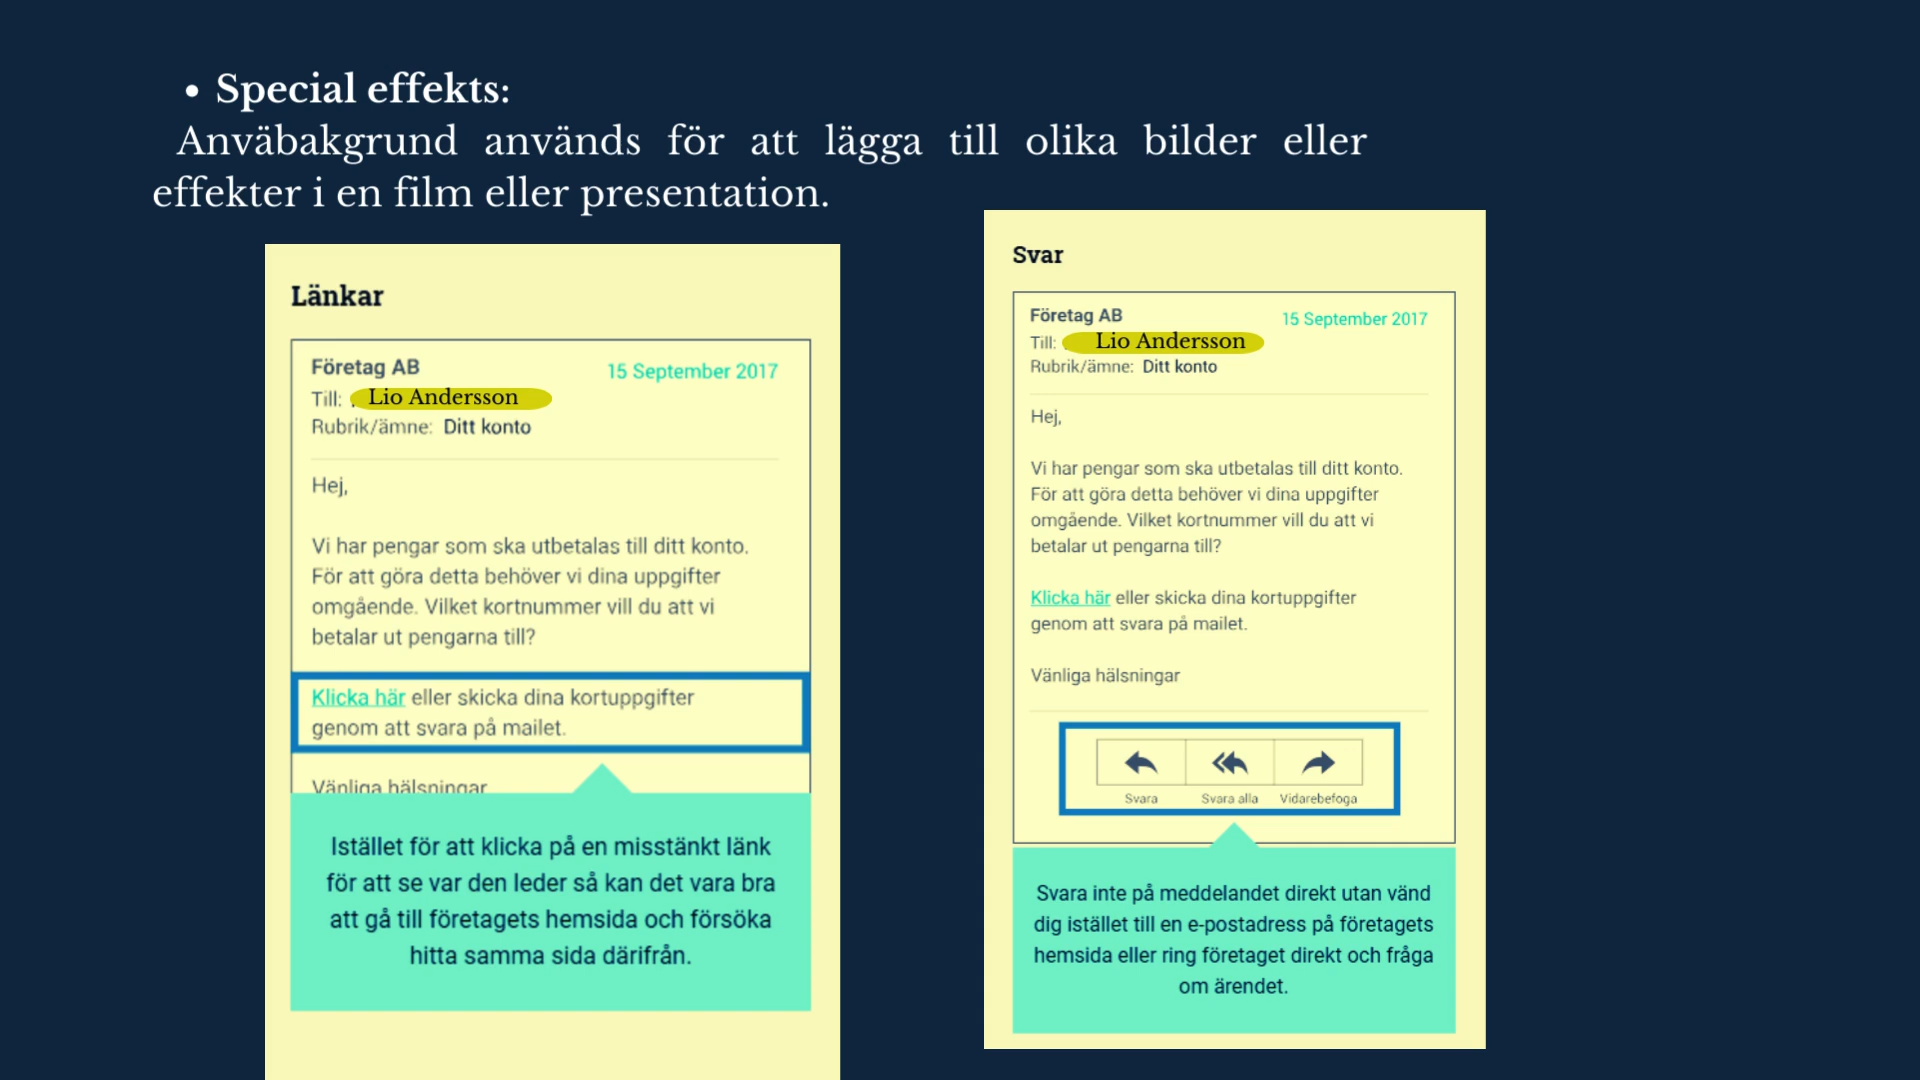 • Special effekts:
Anväbakgrund används för att lägga till olika bilder eller
effekter i en film eller presentation.
Länkar
Företag AB
15 September 2017
Till: Lio Andersson
Rubrik/ämne: Ditt konto
Hej,
Vi har pengar som ska utbetalas till ditt konto.
För att göra detta behöver vi dina uppgifter
omgående. Vilket kortnummer vill du att vi
betalar ut pengarna till?
Klicka här eller skicka dina kortuppgifter
genom att svara på mailet.
Vänliga hälsningar
Istället för att klicka på en misstänkt länk
för att se var den leder så kan det vara bra
att gå till företagets hemsida och försöka
hitta samma sida därifrån.
Svar
Företag AB
15 September 2017
Till: Lio Andersson
Rubrik/ämne: Ditt konto
Hej,
Vi har pengar som ska utbetalas till ditt konto.
För att göra detta behöver vi dina uppgifter
omgående. Vilket kortnummer vill du att vi
betalar ut pengarna till?
Klicka här eller skicka dina kortuppgifter
genom att svara på mailet.
Vänliga hälsningar
Svara Svara alla Vidarebefoga
Svara inte på meddelandet direkt utan vänd
dig istället till en e-postadress på företagets
hemsida eller ring företaget direkt och fråga
om ärendet.